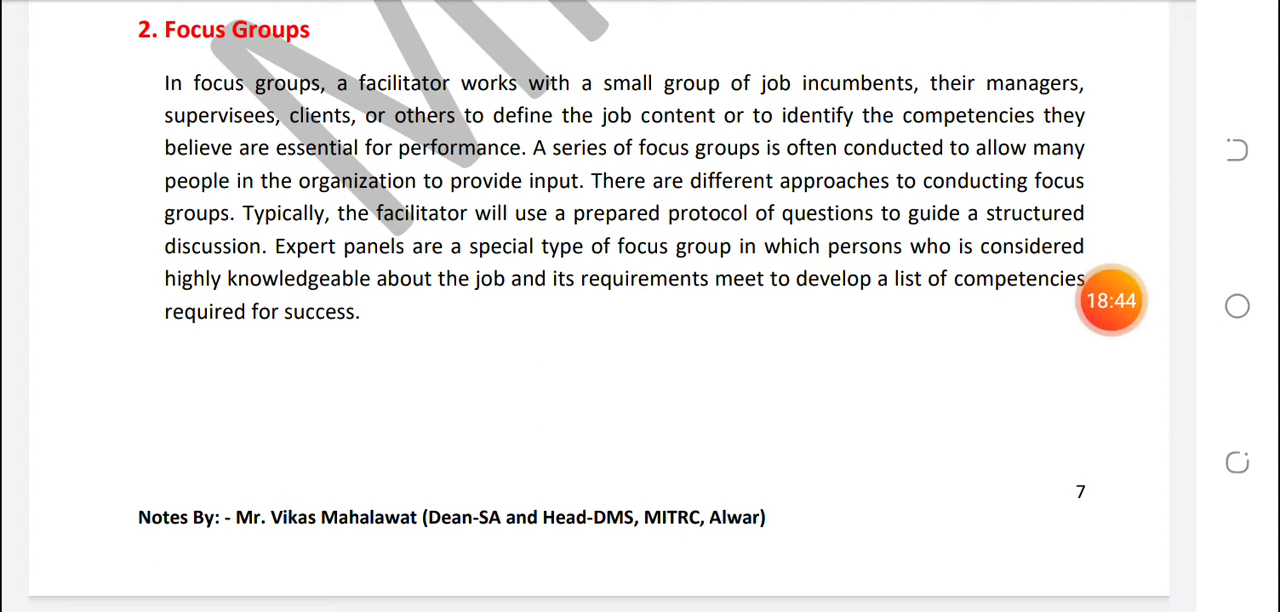 2. Focus Groups
In focus groups, a facilitator works with a small group of job incumbents, their managers,
supervisees, clients, or others to define the job content or to identify the competencies they
believe are essential for performance. A series of focus groups is often conducted to allow many
people in the organization to provide input. There are different approaches to conducting focus
groups. Typically, the facilitator will use a prepared protocol of questions to guide a structured
discussion. Expert panels are a special type of focus group in which persons who is considered
highly knowledgeable about the job and its requirements meet to develop a list of competencies
required for success.
18:44
7
Notes By: - Mr. Vikas Mahalawat (Dean-SA and Head-DMS, MITRC, Alwar)